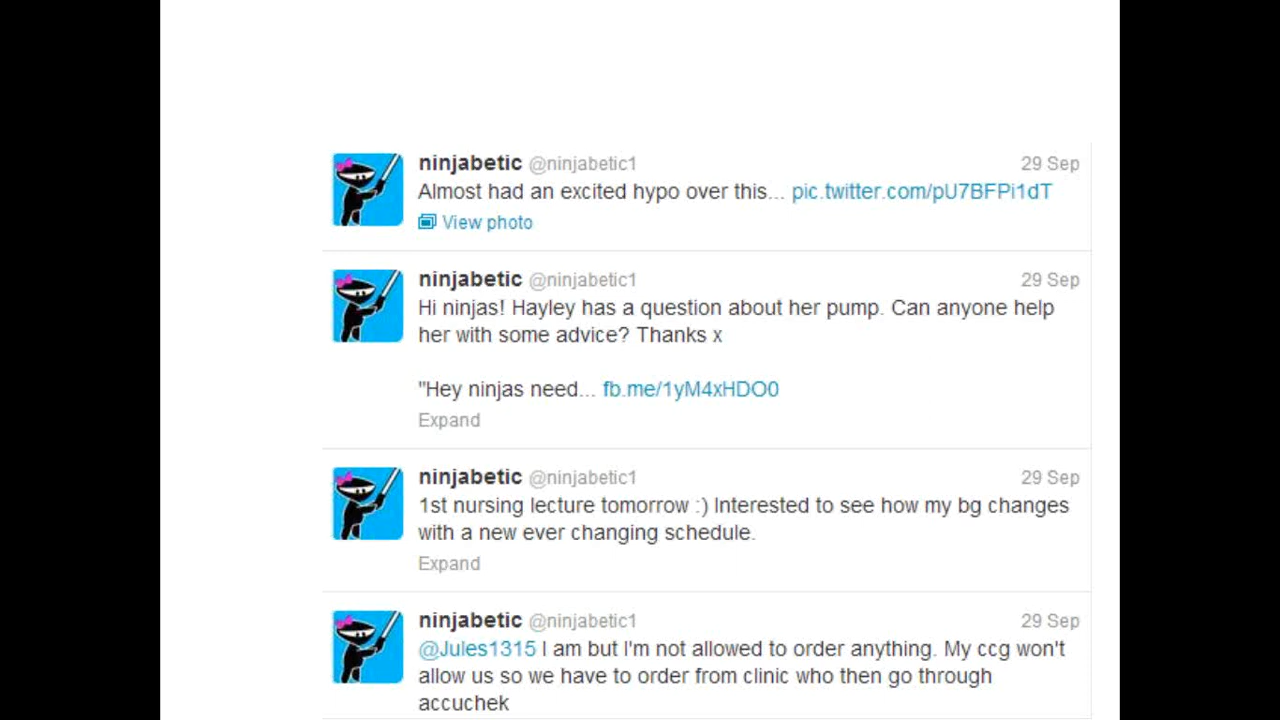 ninjabetic @ninjabetic1 29 Sep
Almost had an excited hypo over this... pic.twitter.com/pU7BFPi1dT
View photo
ninjabetic @ninjabetic1 29 Sep
Hi ninjas! Hayley has a question about her pump. Can anyone help
her with some advice? Thanks x
"Hey ninjas need... fb.me/1yM4xHDO0
Expand
ninjabetic @ninjabetic1 29 Sep
1st nursing lecture tomorrow :) Interested to see how my bg changes
with a new ever changing schedule.
Expand
ninjabetic @ninjabetic1 29 Sep
@Jules1315 I am but I'm not allowed to order anything. My ccg won't
allow us so we have to order from clinic who then go through
accuchek